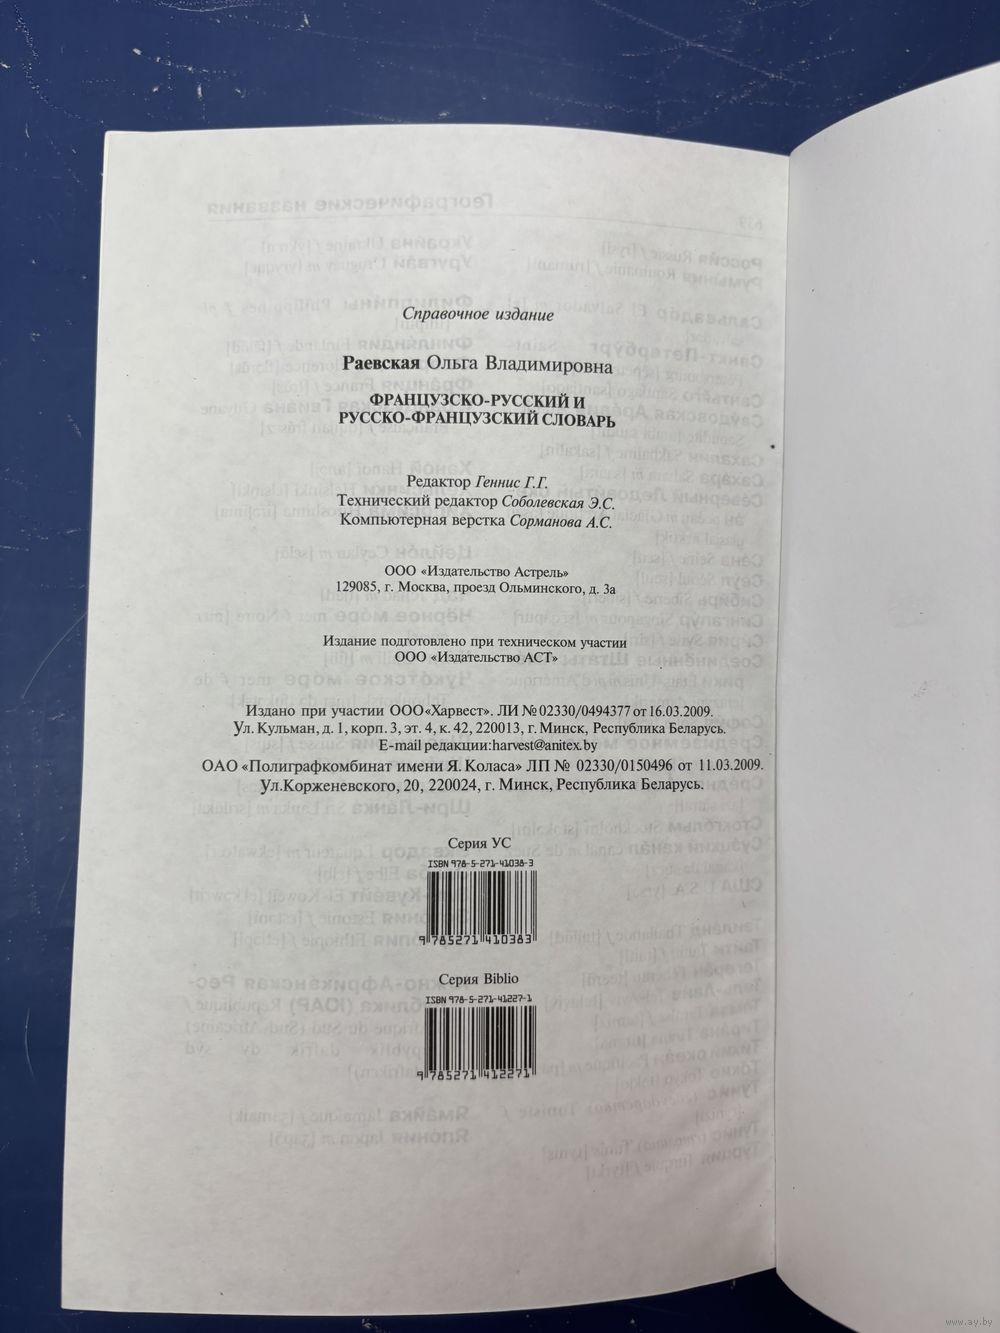 Справочное издание
Раевская Ольга Владимировна
ФРАНЦУЗСКО-РУССКИЙ И
РУССКО-ФРАНЦУЗСКИЙ СЛОВАРЬ
Редактор Геннис Г.Г.
Технический редактор Соболевская Э.С.
Компьютерная верстка Сорманова А.С.
ООО «Издательство Астрель»
129085, г. Москва, проезд Ольминского, д. 3а
Издание подготовлено при техническом участии
ООО «Издательство АСТ»
Издано при участии ООО«Харвест». ЛИ № 02330/0494377 от 16.03.2009.
Ул. Кульман, д. 1, корп. 3, эт. 4, к. 42, 220013, г. Минск, Республика Беларусь.
E-mail редакции:harvest@anitex.by
ОАО «Полиграфкомбинат имени Я. Коласа» ЛП № 02330/0150496 от 11.03.2009.
Ул.Корженевского, 20, 220024, г. Минск, Республика Беларусь.
Серия УС
ISBN 978-5-271-41038-3
9 785271 410383
Серия Biblio
ISBN 978-5-271-41227-1
9 785271 412271
www.ay.by